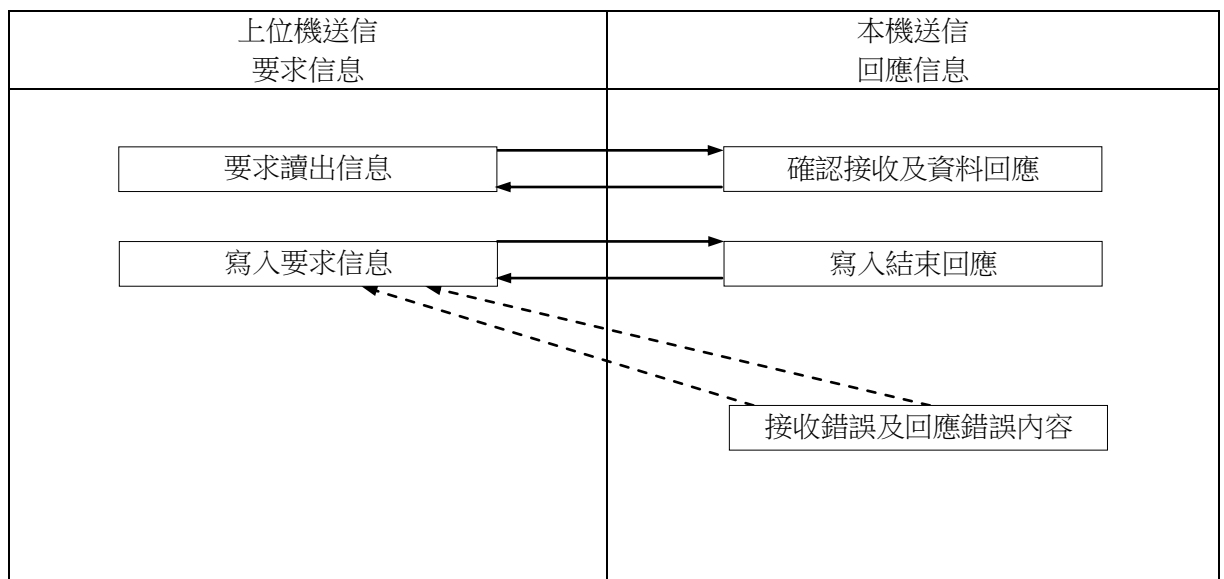 上位機送信
要求信息
本機送信
回應信息
要求讀出信息
確認接收及資料回應
寫入要求信息
寫入結束回應
接收錯誤及回應錯誤內容